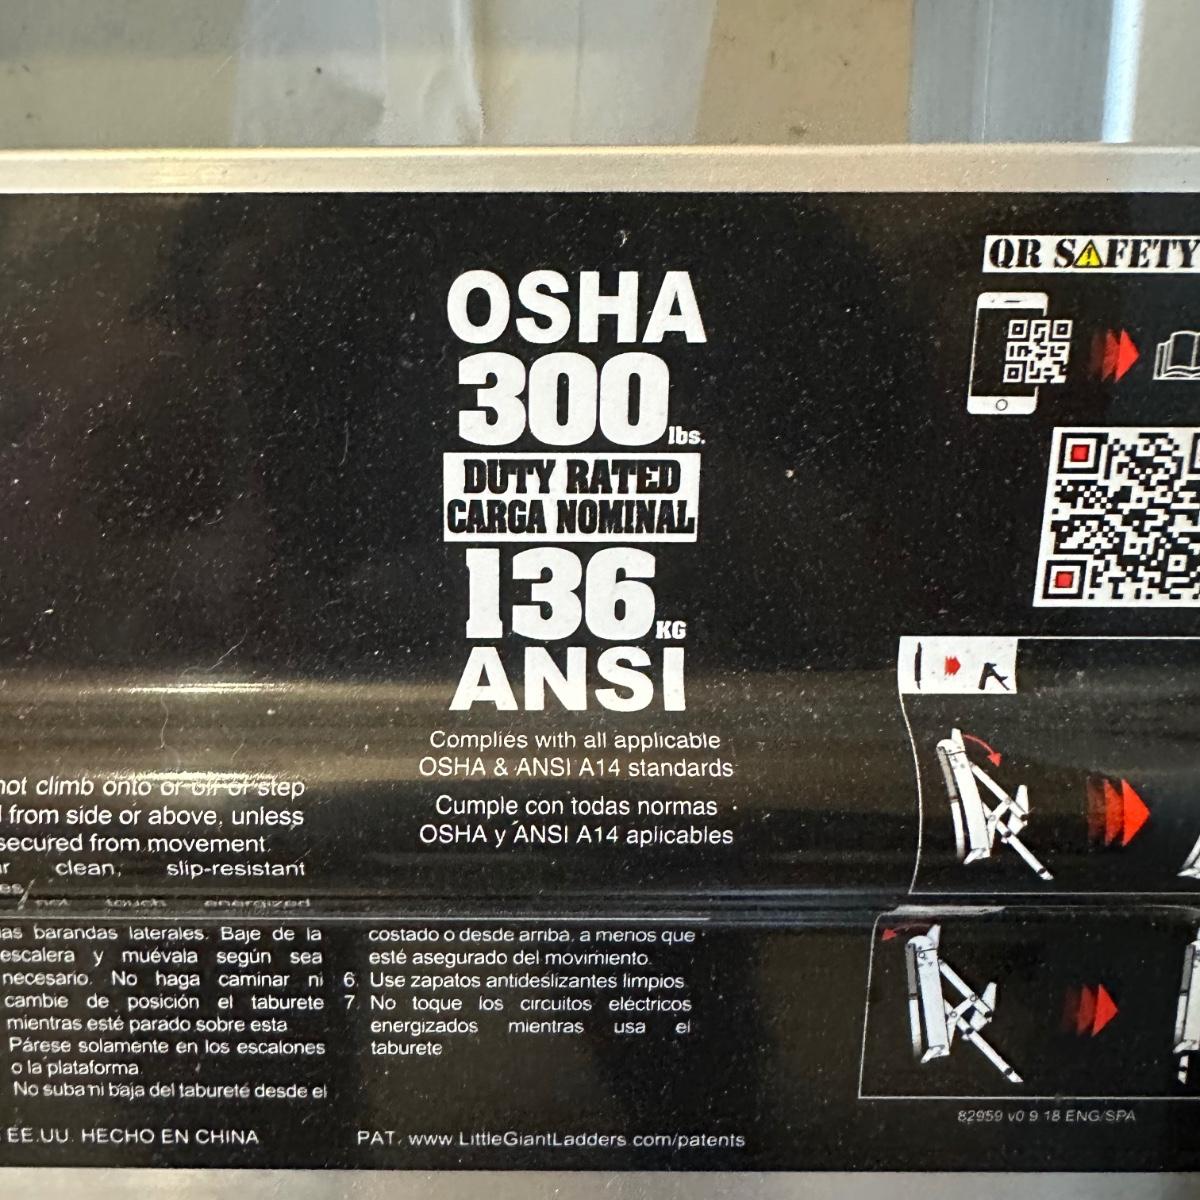 QR SAFETY
OSHA
300 lbs.
DUTY RATED
CARGA NOMINAL
136 KG
ANSI
Complies with all applicable
OSHA & ANSI A14 standards
Cumple con todas normas
OSHA y ANSI A14 aplicables
not climb onto or off of step
from side or above, unless
secured from movement.
clean, slip-resistant
not touch energized
las barandas laterales. Baje de la
escalera y muévala según sea
necesario. No haga caminar ni
cambie de posición el taburete
mientras esté parado sobre esta
Párese solamente en los escalones
o la plataforma.
No suba ni baja del taburete desde el
costado o desde arriba, a menos que
esté asegurado del movimiento.
6. Use zapatos antideslizantes limpios.
7. No toque los circuitos eléctricos
energizados mientras usa el
taburete
82959 v0 9.18 ENG/SPA
EE.UU. HECHO EN CHINA
PAT. www.LittleGiantLadders.com/patents